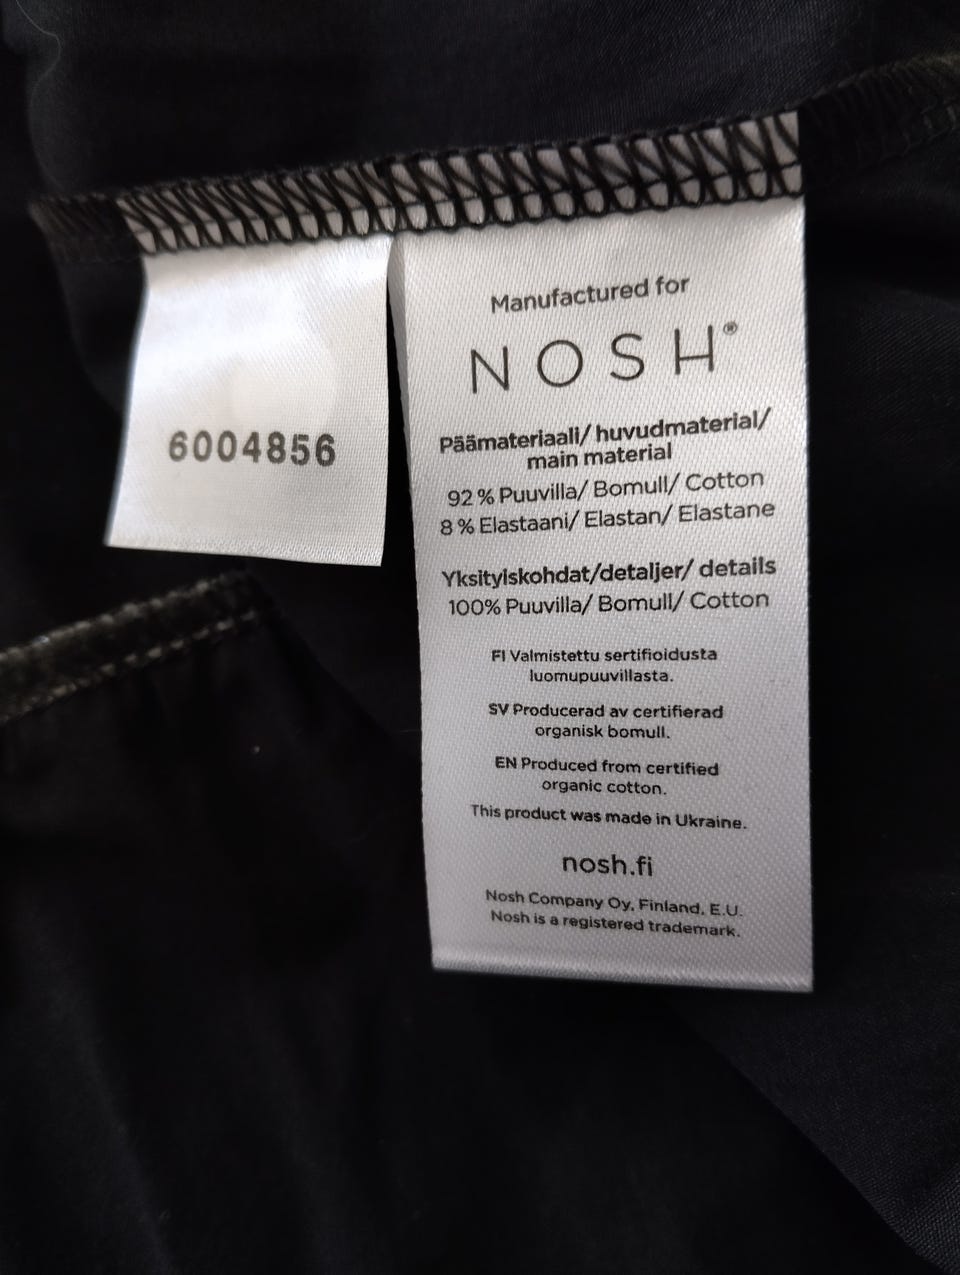 6004856
Manufactured for
NOSH®
Päämateriaali/ huvudmaterial/
main material
92 % Puuvilla/ Bomull/ Cotton
8 % Elastaani/ Elastan/ Elastane
Yksityiskohdat/detaljer/ details
100% Puuvilla/ Bomull/ Cotton
FI Valmistettu sertifioidusta
luomupuuvillasta.
SV Producerad av certifierad
organisk bomull.
EN Produced from certified
organic cotton.
This product was made in Ukraine.
nosh.fi
Nosh Company Oy, Finland, E.U.
Nosh is a registered trademark.